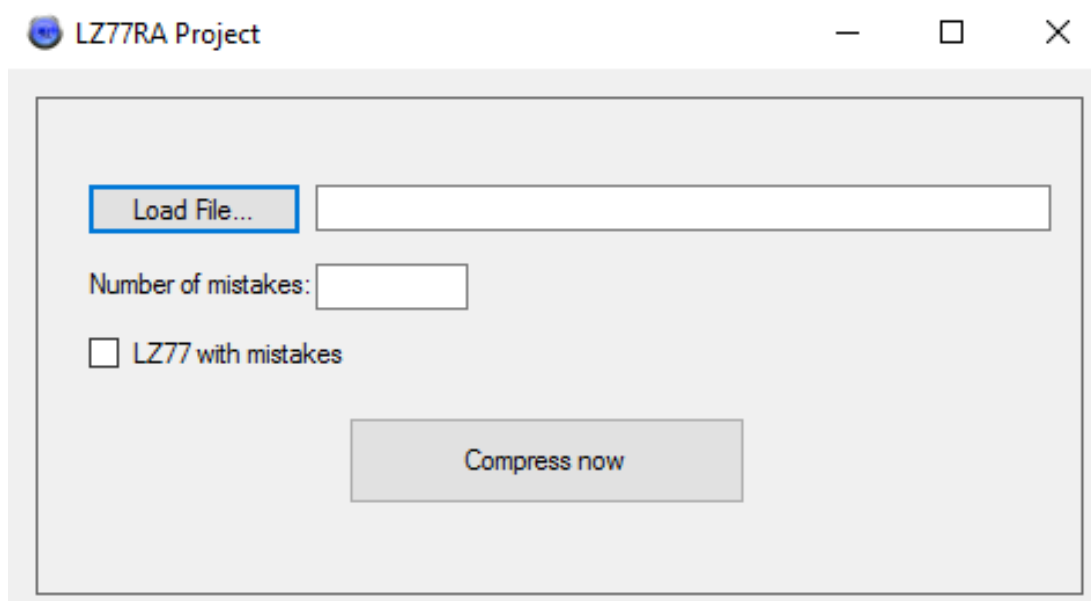 LZ77RA Project
Load File...
Number of mistakes:
LZ77 with mistakes
Compress now